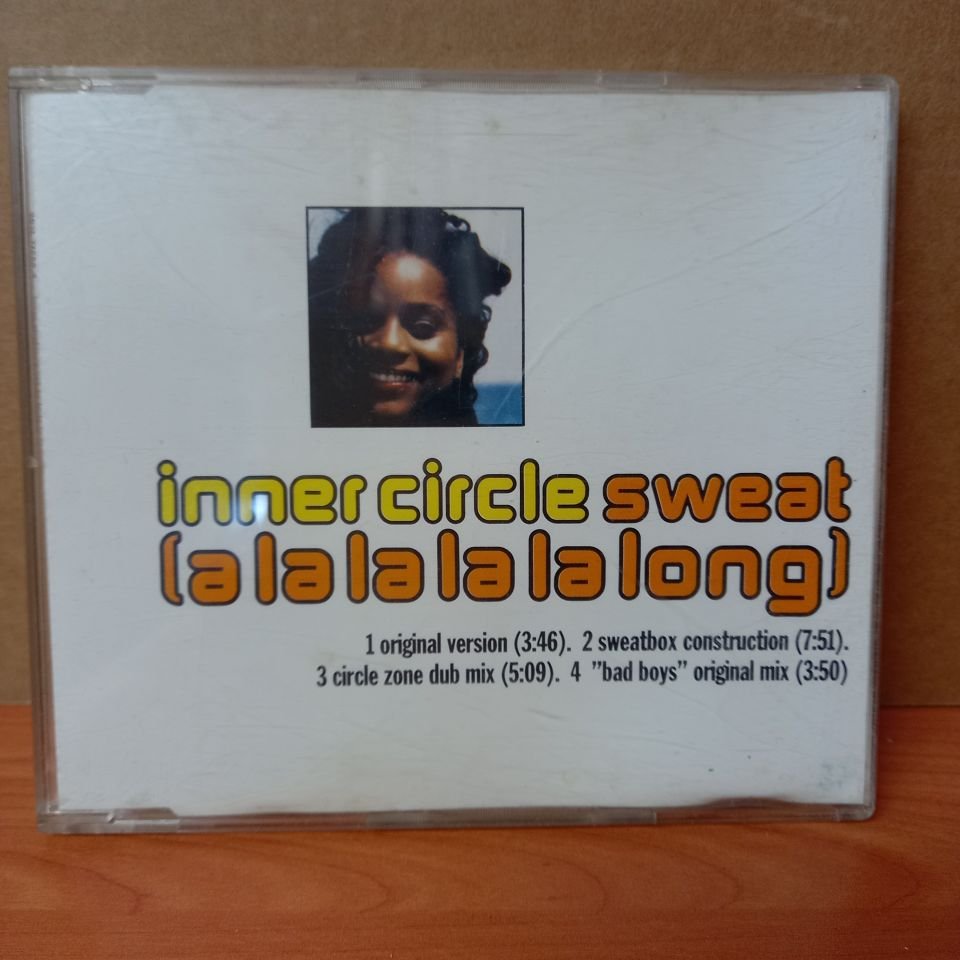 inner circle sweat
(a la la la la long)
1 original version (3:46). 2 sweatbox construction (7:51).
3 circle zone dub mix (5:09). 4 ”bad boys” original mix (3:50)